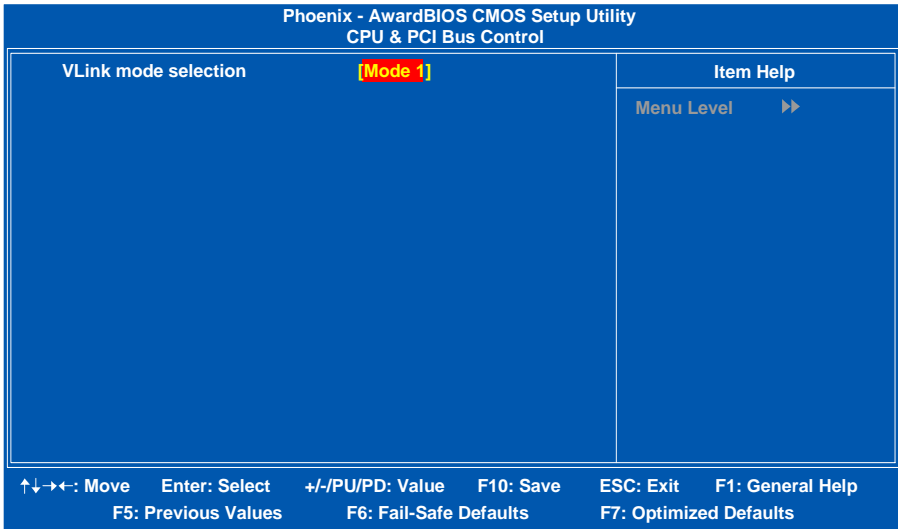 Phoenix - AwardBIOS CMOS Setup Utility
CPU & PCI Bus Control
VLink mode selection [Mode 1]
Item Help
Menu Level ▶▶
↑↓→←: Move Enter: Select +/-/PU/PD: Value F10: Save ESC: Exit F1: General Help
F5: Previous Values F6: Fail-Safe Defaults F7: Optimized Defaults